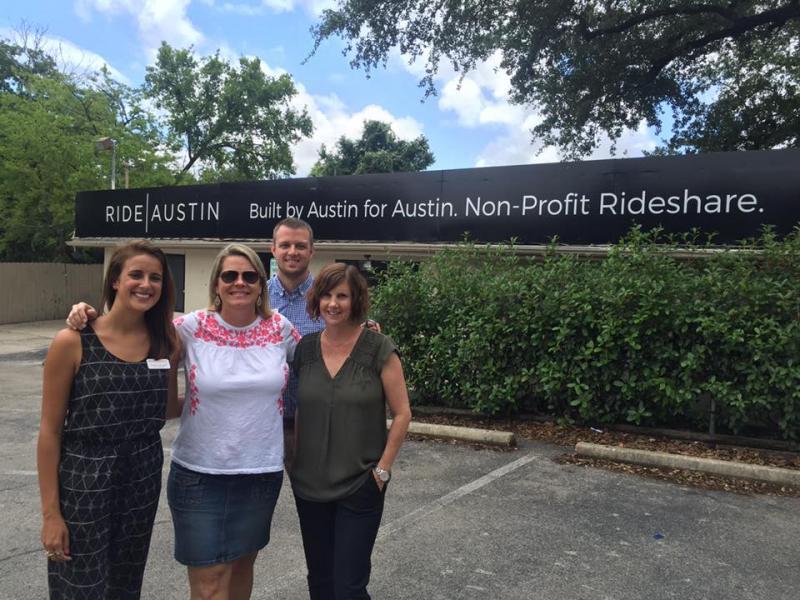 RIDE|AUSTIN Built by Austin for Austin. Non-Profit Rideshare.